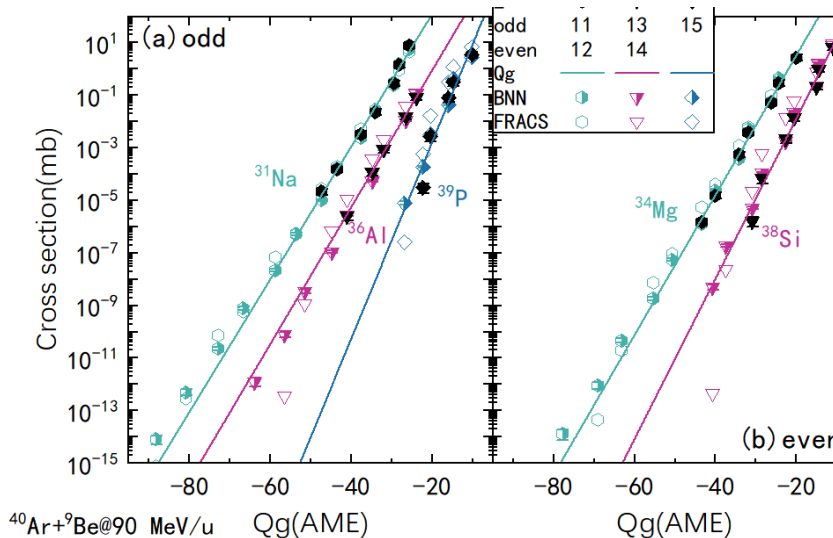 (a) odd
odd 11 13 15
even 12 14
Qg
BNN
FRACS
10¹
10⁻¹
10⁻³
10⁻⁵
10⁻⁷
10⁻⁹
10⁻¹¹
10⁻¹³
10⁻¹⁵
Cross section(mb)
³¹Na
³⁶Al
³⁹P
³⁴Mg
³⁸Si
(b) even
−80 −60 −40 −20
−80 −60 −40 −20
⁴⁰Ar+⁹Be@90 MeV/u
Qg(AME)
Qg(AME)